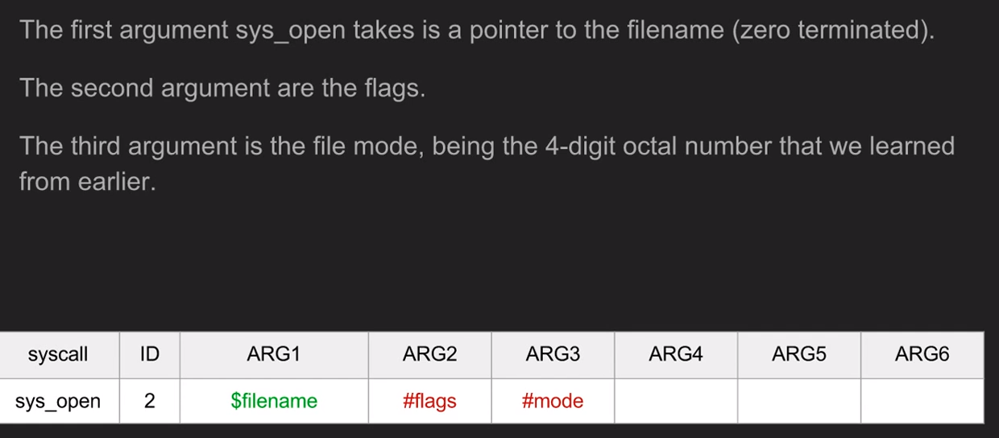 The first argument sys_open takes is a pointer to the filename (zero terminated).
The second argument are the flags.
The third argument is the file mode, being the 4-digit octal number that we learned
from earlier.
syscall ID ARG1 ARG2 ARG3 ARG4 ARG5 ARG6
sys_open 2 $filename #flags #mode